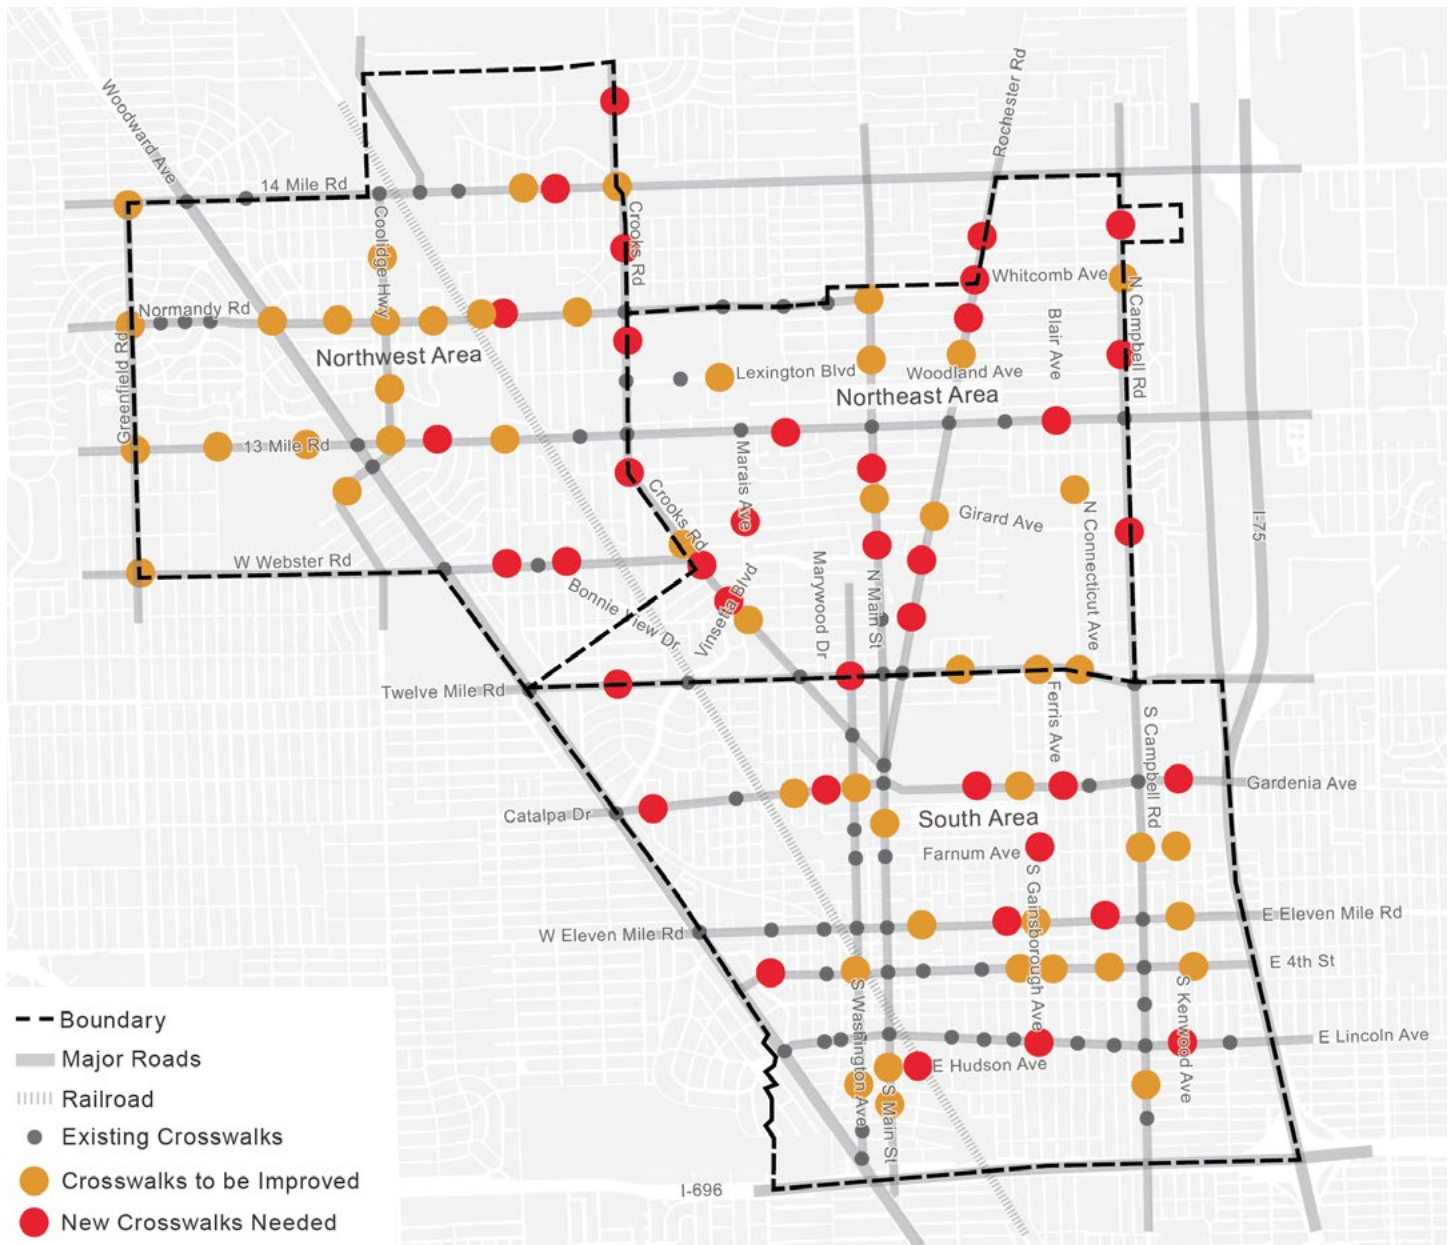 Rochester Rd
Woodward Ave
14 Mile Rd
Coolidge Hwy
Crooks Rd
Whitcomb Ave
N Campbell Rd
Normandy Rd
Greenfield Rd
Northwest Area
Blair Ave
Lexington Blvd
Woodland Ave
Northeast Area
13 Mile Rd
Marais Ave
Crooks Rd
Girard Ave
N Connecticut Ave
I-75
W Webster Rd
Bonnie View Dr
Vinsetta Blvd
Marywood Dr
N Main St
Twelve Mile Rd
Ferris Ave
S Campbell Rd
Gardenia Ave
Catalpa Dr
South Area
Farnum Ave
S Gainsborough Ave
E Eleven Mile Rd
W Eleven Mile Rd
E 4th St
S Washington Ave
S Kenwood Ave
E Lincoln Ave
E Hudson Ave
S Main St
I-696
Boundary
Major Roads
Railroad
Existing Crosswalks
Crosswalks to be Improved
New Crosswalks Needed